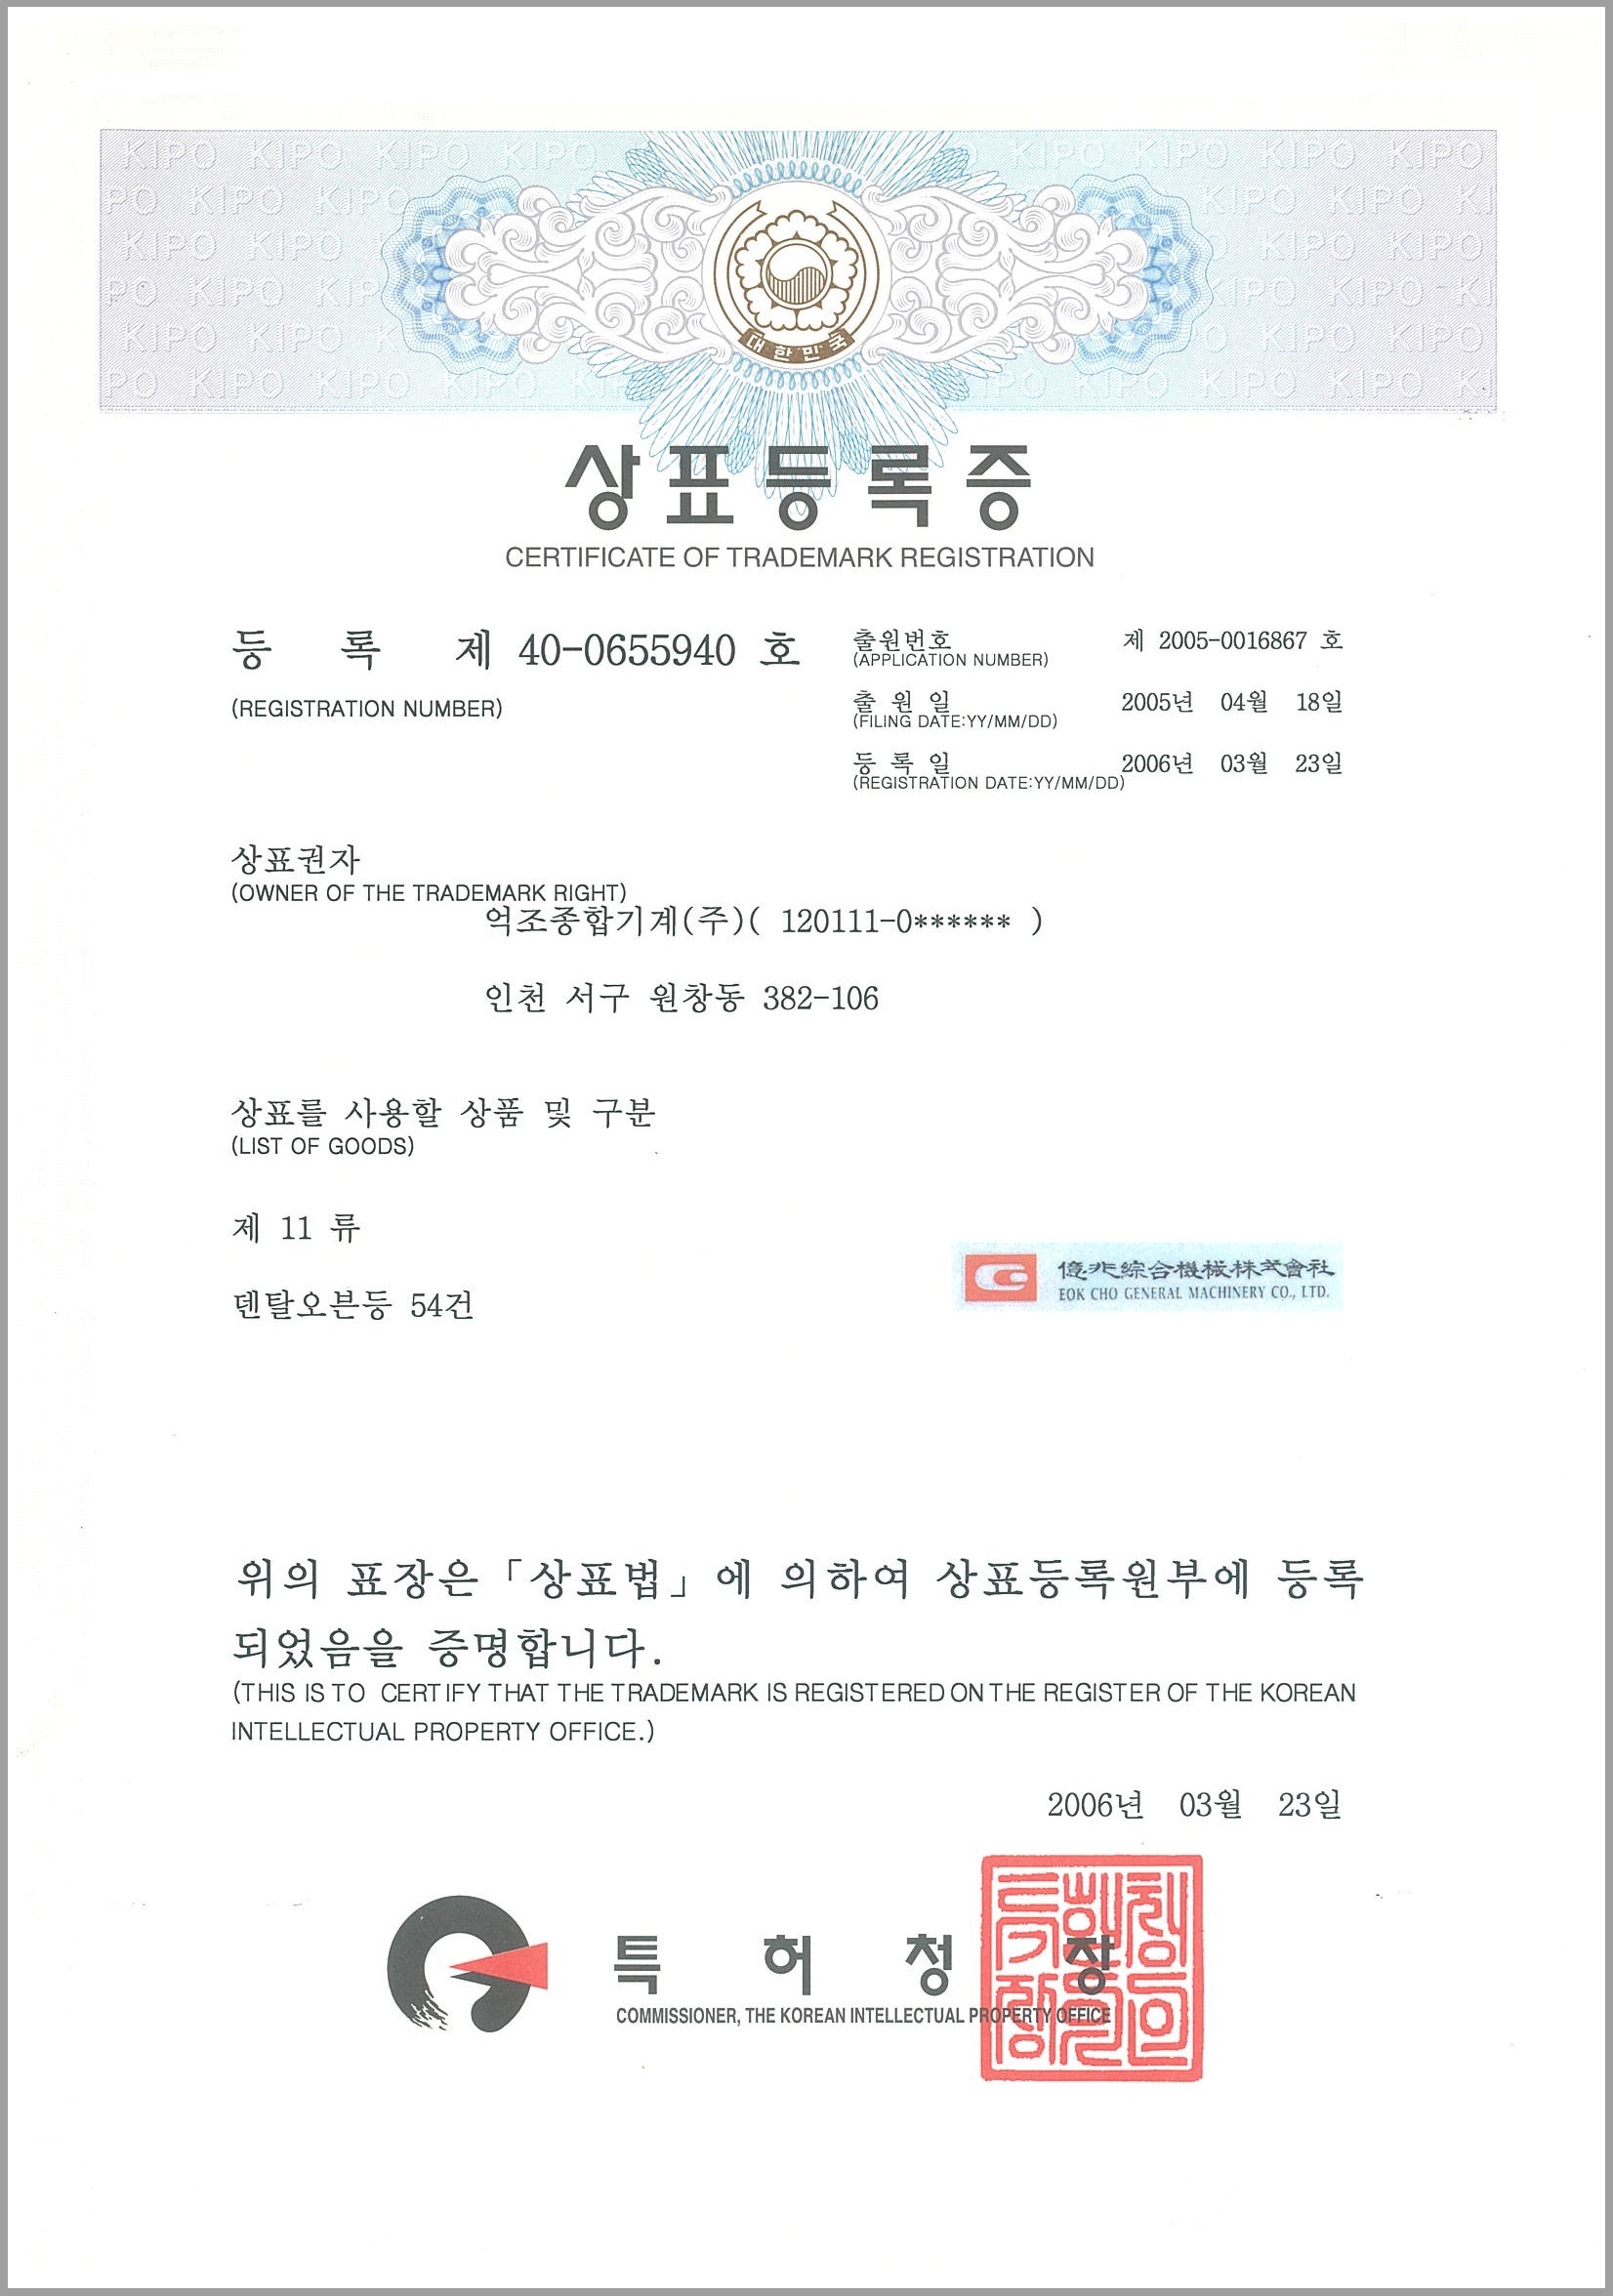 KIPO KIPO KIPO KIPO KIPO KIPO KIPO KIPO
대한민국
상표등록증
CERTIFICATE OF TRADEMARK REGISTRATION
등 록 제 40-0655940 호
(REGISTRATION NUMBER)
출원번호 제 2005-0016867 호
(APPLICATION NUMBER)
출 원 일 2005년 04월 18일
(FILING DATE:YY/MM/DD)
등 록 일 2006년 03월 23일
(REGISTRATION DATE:YY/MM/DD)
상표권자
(OWNER OF THE TRADEMARK RIGHT)
억조종합기계(주)( 120111-0****** )
인천 서구 원창동 382-106
상표를 사용할 상품 및 구분
(LIST OF GOODS)
제 11 류
덴탈오븐등 54건
億兆綜合機械株式會社
EOK CHO GENERAL MACHINERY CO., LTD.
위의 표장은「상표법」에 의하여 상표등록원부에 등록
되었음을 증명합니다.
(THIS IS TO CERTIFY THAT THE TRADEMARK IS REGISTERED ON THE REGISTER OF THE KOREAN
INTELLECTUAL PROPERTY OFFICE.)
2006년 03월 23일
특 허 청 장
COMMISSIONER, THE KOREAN INTELLECTUAL PROPERTY OFFICE